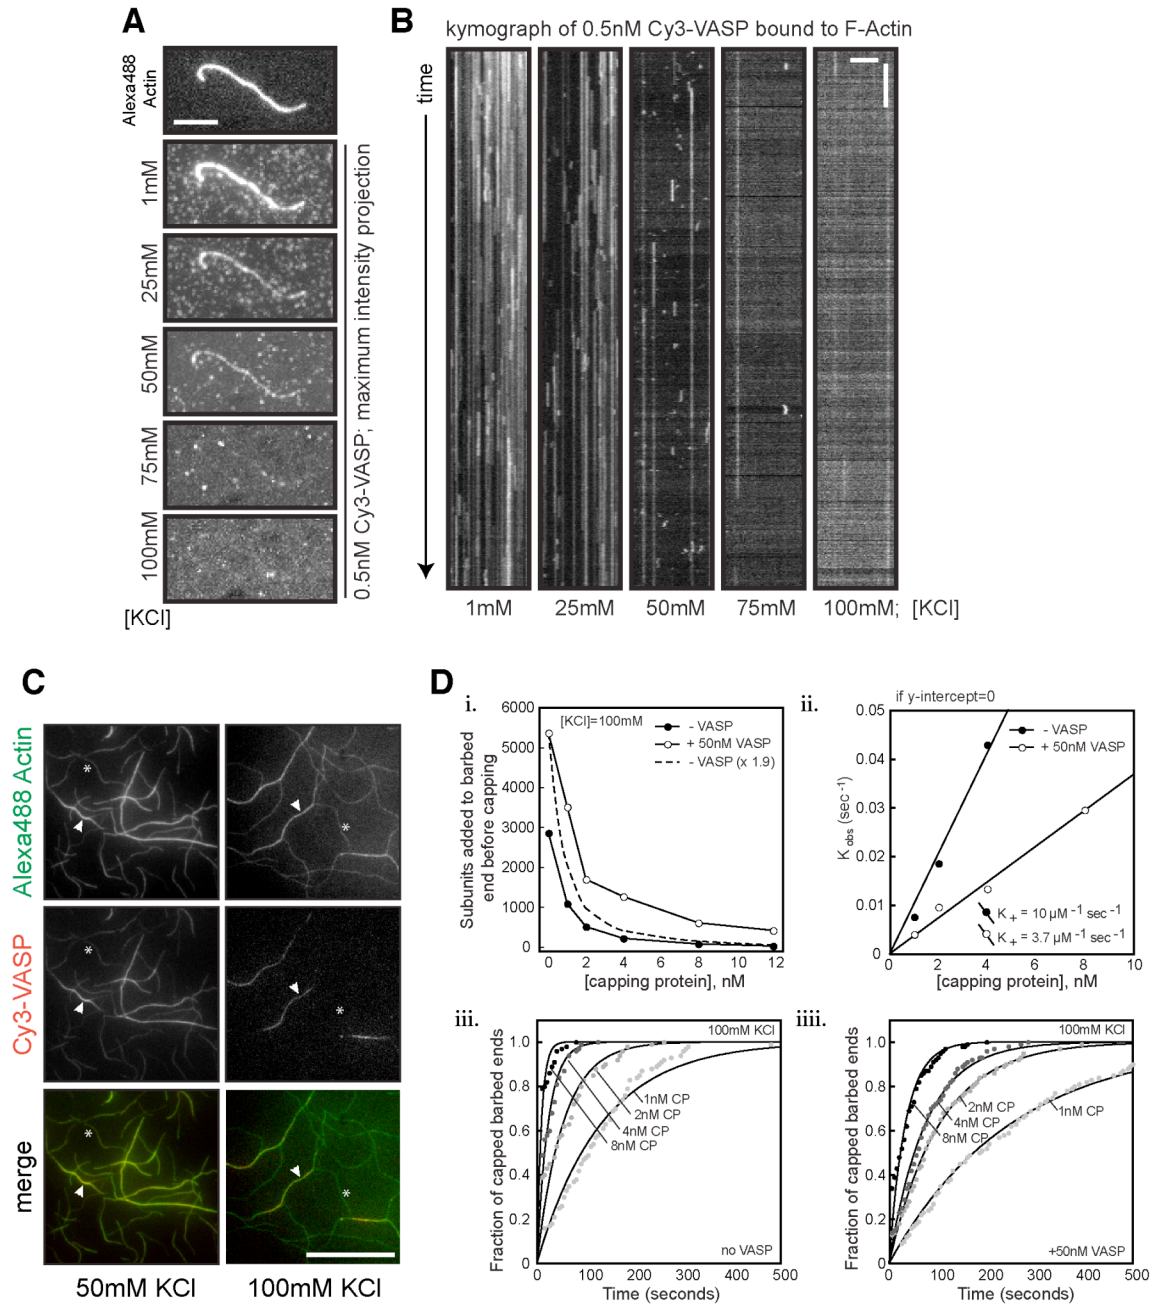 A
Alexa488
Actin
1mM
25mM
50mM
75mM
100mM
[KCl]
0.5nM Cy3-VASP; maximum intensity projection
B
kymograph of 0.5nM Cy3-VASP bound to F-Actin
time
1mM 25mM 50mM 75mM 100mM; [KCl]
C
Alexa488 Actin
Cy3-VASP
merge
* *
* *
* *
50mM KCl 100mM KCl
D
i.
[KCl]=100mM
- VASP
+ 50nM VASP
- VASP (x 1.9)
Subunits added to barbed
end before capping
6000
5000
4000
3000
2000
1000
0
0 2 4 6 8 10 12
[capping protein], nM
ii.
if y-intercept=0
- VASP
+ 50nM VASP
K obs (sec -1)
0.05
0.04
0.03
0.02
0.01
0
K+ = 10 µM -1 sec -1
K+ = 3.7 µM -1 sec -1
0 2 4 6 8 10
[capping protein], nM
iii.
100mM KCl
Fraction of capped barbed ends
1.0
0.8
0.6
0.4
0.2
0
1nM CP
2nM CP
4nM CP
8nM CP
no VASP
0 100 200 300 400 500
Time (seconds)
iiii.
100mM KCl
Fraction of capped barbed ends
1.0
0.8
0.6
0.4
0.2
0
2nM CP
1nM CP
4nM CP
8nM CP
+50nM VASP
0 100 200 300 400 500
Time (seconds)